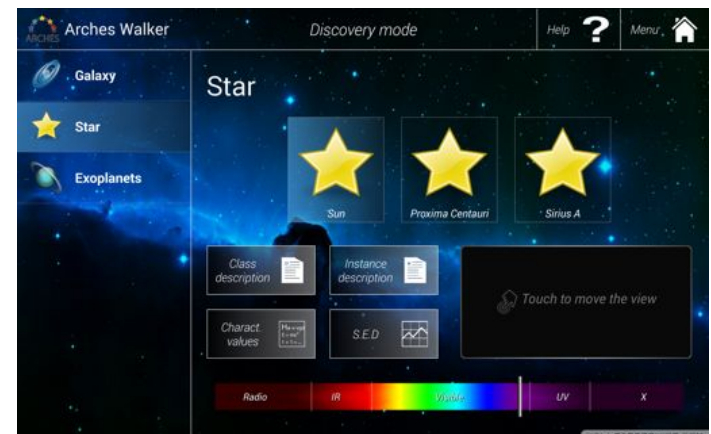 ARCHES
Arches Walker
Discovery mode
Help ?
Menu
Galaxy
Star
Exoplanets
Star
Sun
Proxima Centauri
Sirius A
Class
description
Instance
description
Charact.
values
S.E.D
Touch to move the view
Radio
IR
Visible
UV
X